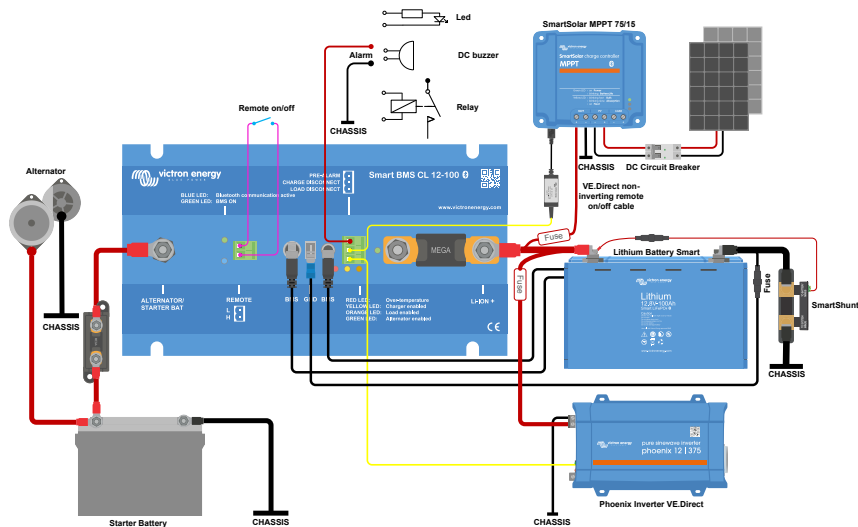 Led
DC buzzer
Alarm
Relay
CHASSIS
Remote on/off
SmartSolar MPPT 75/15
victron energy
SmartSolar charge controller
MPPT
CHASSIS
DC Circuit Breaker
VE.Direct non-
inverting remote
on/off cable
Alternator
CHASSIS
victron energy
BLUE LED: Bluetooth communication active
GREEN LED: BMS ON
PRE-ALARM
CHARGE DISCONNECT
LOAD DISCONNECT
Smart BMS CL 12-100
www.victronenergy.com
MEGA
ALTERNATOR/
STARTER BAT
REMOTE
L
H
BMS
GND
BMS
RED LED: Over-temperature
YELLOW LED: Charger enabled
ORANGE LED: Load enabled
GREEN LED: Alternator enabled
LI-ION +
CE
Fuse
Fuse
Lithium Battery Smart
Fuse
Lithium
12,8V•100Ah
SmartShunt
CHASSIS
victron energy
pure sinewave inverter
phoenix 12 | 375
Phoenix Inverter VE.Direct
CHASSIS
Starter Battery
CHASSIS